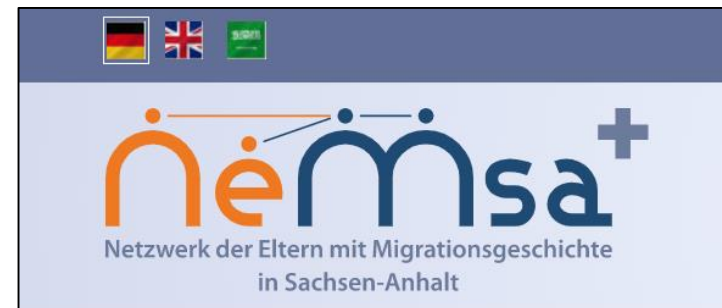 nemsa+
Netzwerk der Eltern mit Migrationsgeschichte
in Sachsen-Anhalt